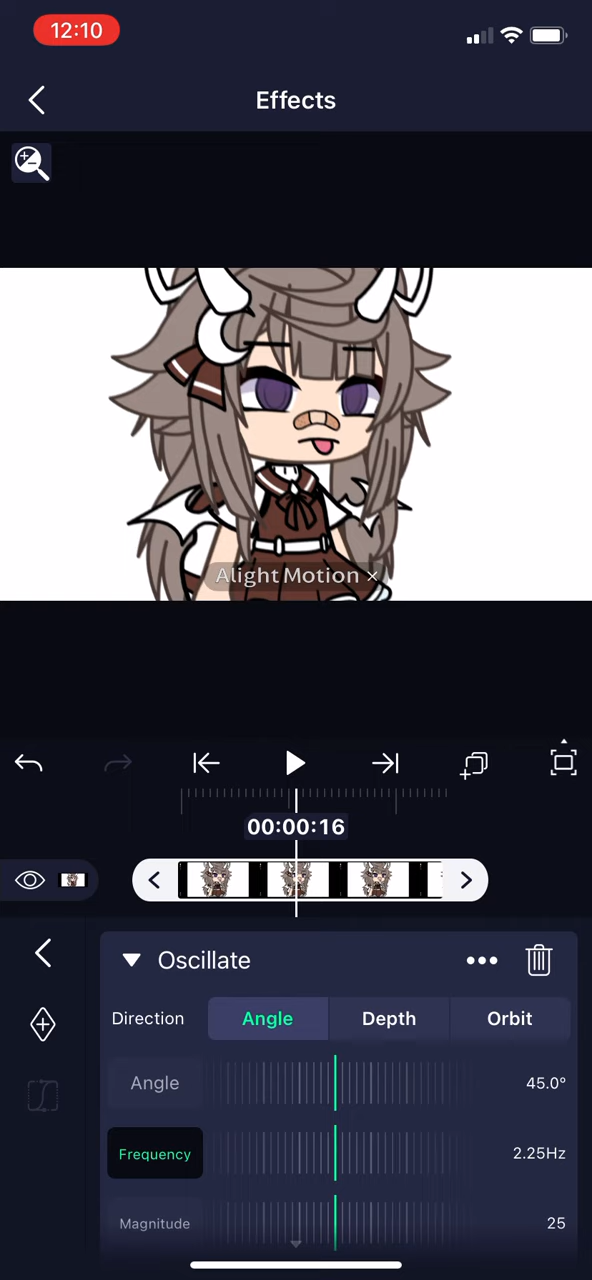 12:10
Effects
Alight Motion ×
00:00:16
Oscillate
Direction Angle Depth Orbit
Angle 45.0°
Frequency 2.25Hz
Magnitude 25